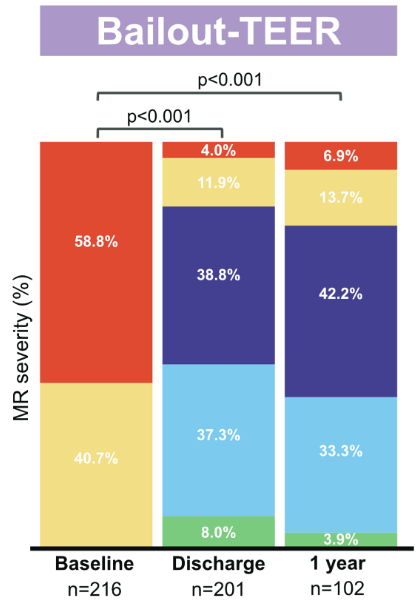 Bailout-TEER
p<0.001
p<0.001
MR severity (%)
58.8%
40.7%
4.0%
11.9%
38.8%
37.3%
8.0%
6.9%
13.7%
42.2%
33.3%
3.9%
Baseline
n=216
Discharge
n=201
1 year
n=102